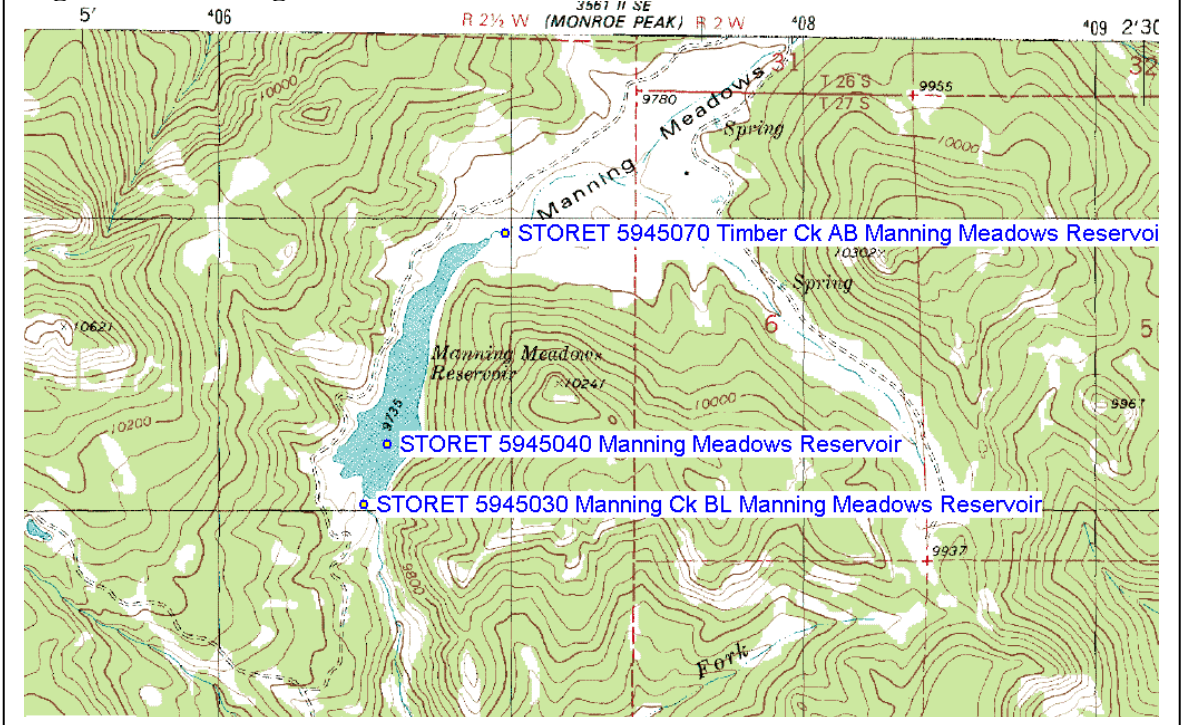 3561 II SE
5' ⁴06 R 2½ W (MONROE PEAK) R 2 W ⁴08 ⁴09 2'30
10000
31
32
T 26 S
T 27 S
9780
9955
Manning Meadows
Spring
10000
STORET 5945070 Timber Ck AB Manning Meadows Reservoi
10302
Spring
10621
6
5
Manning Meadows
Reservoir
10241
9735
10000
9967
10200
STORET 5945040 Manning Meadows Reservoir
STORET 5945030 Manning Ck BL Manning Meadows Reservoir
9937
9800
Fork